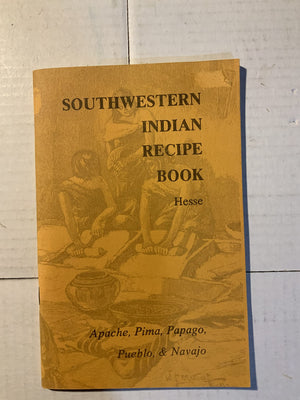 SOUTHWESTERN
INDIAN
RECIPE
BOOK
Hesse
Apache, Pima, Papago,
Pueblo, & Navajo